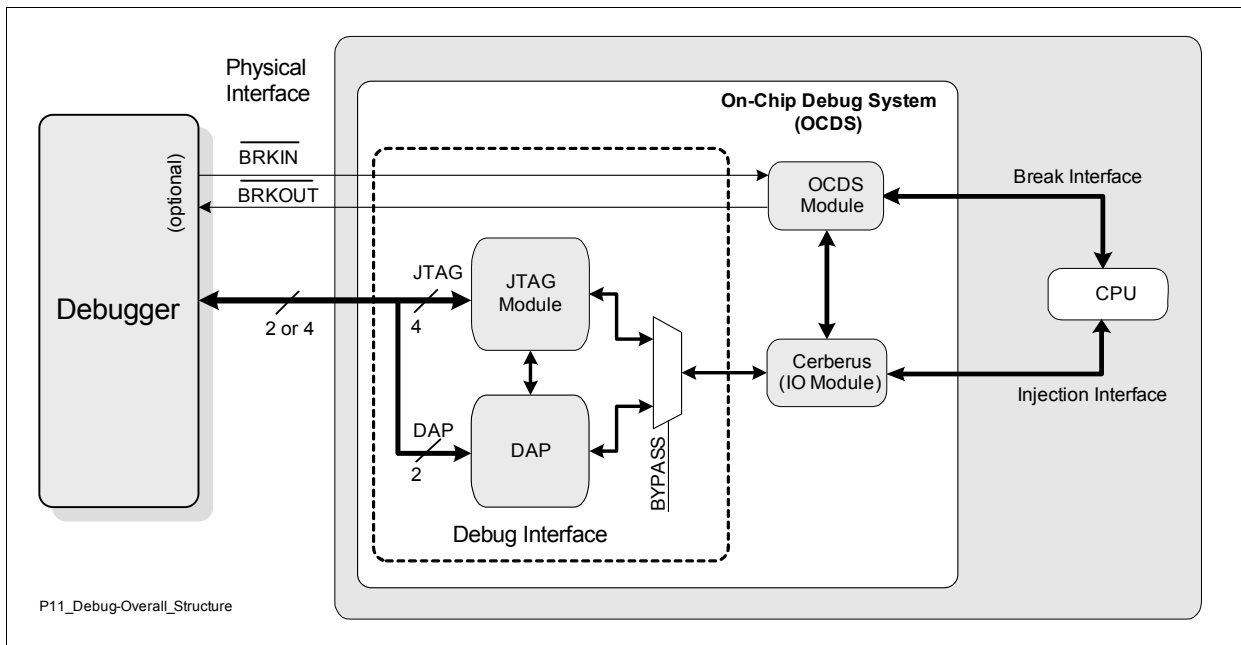 Physical
Interface
On-Chip Debug System
(OCDS)
(optional)
BRKIN
BRKOUT
OCDS
Module
Break Interface
Debugger
2 or 4
JTAG
4
JTAG
Module
CPU
Cerberus
(IO Module)
Injection Interface
DAP
2
DAP
BYPASS
Debug Interface
P11_Debug-Overall_Structure